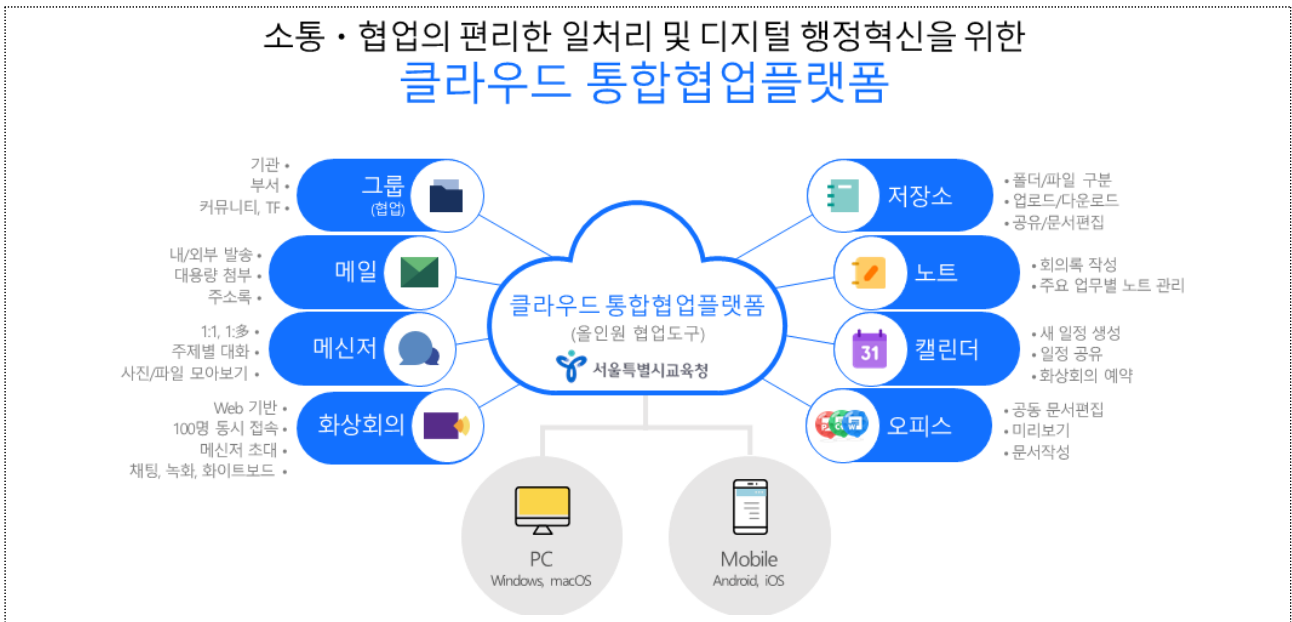 소통・협업의 편리한 일처리 및 디지털 행정혁신을 위한
클라우드 통합협업플랫폼
기관 •
부서 •
커뮤니티, TF •
그룹
(협업)
내/외부 발송 •
대용량 첨부 •
주소록 •
메일
1:1, 1:多 •
주제별 대화 •
사진/파일 모아보기 •
메신저
Web 기반 •
100명 동시 접속 •
메신저 초대 •
채팅, 녹화, 화이트보드 •
화상회의
클라우드 통합협업플랫폼
(올인원 협업도구)
서울특별시교육청
저장소
• 폴더/파일 구분
• 업로드/다운로드
• 공유/문서편집
노트
• 회의록 작성
• 주요 업무별 노트 관리
31
캘린더
• 새 일정 생성
• 일정 공유
• 화상회의 예약
오피스
• 공동 문서편집
• 미리보기
• 문서작성
PC
Windows, macOS
Mobile
Android, iOS